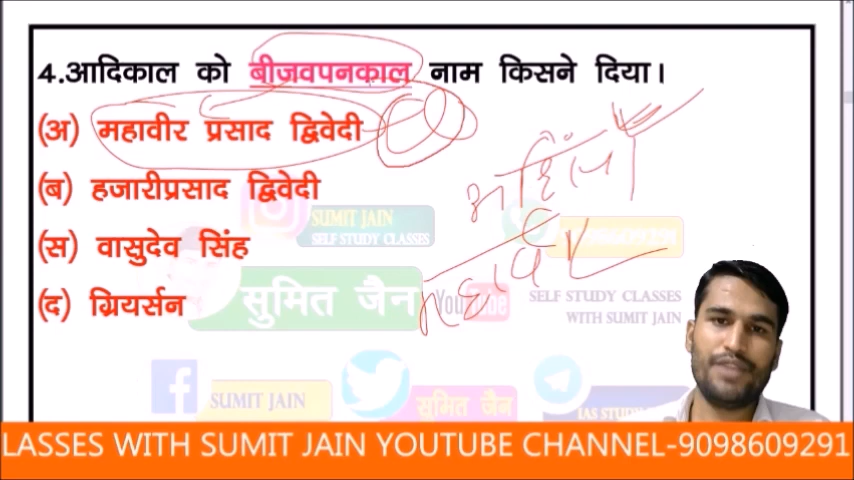 4.आदिकाल को बीजवपनकाल नाम किसने दिया।
(अ) महावीर प्रसाद द्विवेदी
(ब) हजारीप्रसाद द्विवेदी
(स) वासुदेव सिंह
(द) ग्रियर्सन
SUMIT JAIN
SELF STUDY CLASSES
सुमित जैन
YouTube
SELF STUDY CLASSES
WITH SUMIT JAIN
SUMIT JAIN
सुमित जैन
LASSES WITH SUMIT JAIN YOUTUBE CHANNEL-9098609291